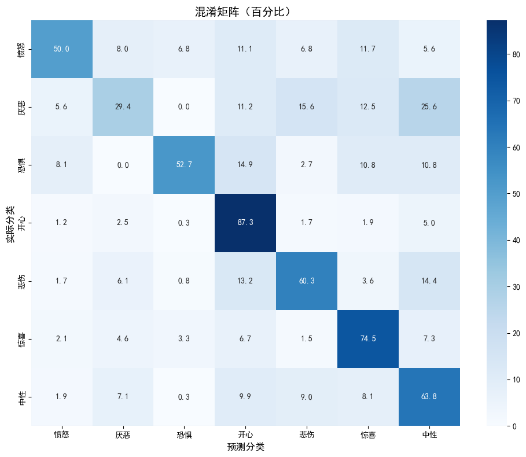 混淆矩阵（百分比）
愤怒 50.0 8.0 6.8 11.1 6.8 11.7 5.6
厌恶 5.6 29.4 0.0 11.2 15.6 12.5 25.6
恐惧 8.1 0.0 52.7 14.9 2.7 10.8 10.8
开心 1.2 2.5 0.3 87.3 1.7 1.9 5.0
悲伤 1.7 6.1 0.8 13.2 60.3 3.6 14.4
惊喜 2.1 4.6 3.3 6.7 1.5 74.5 7.3
中性 1.9 7.1 0.3 9.9 9.0 8.1 63.8
愤怒 厌恶 恐惧 开心 悲伤 惊喜 中性
实际分类
预测分类
80
70
60
50
40
30
20
10
0